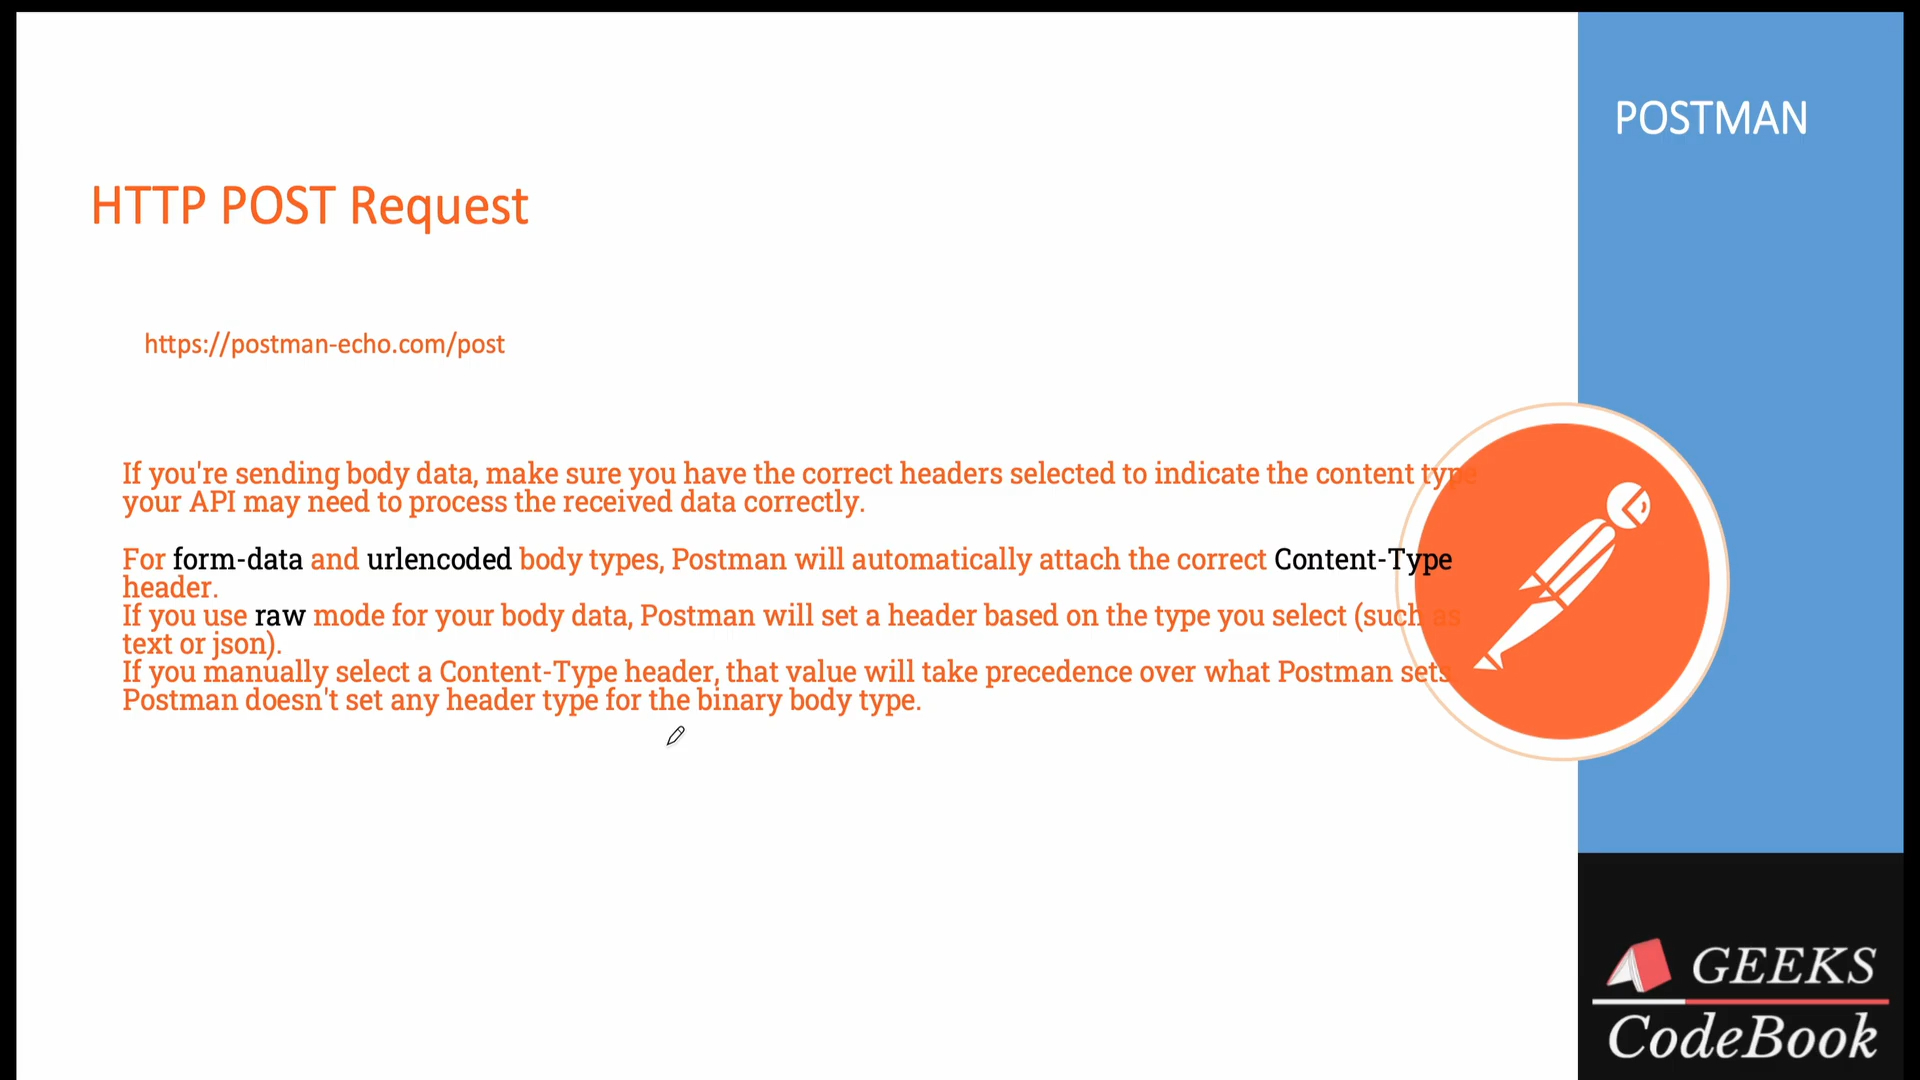 POSTMAN
HTTP POST Request
https://postman-echo.com/post
If you're sending body data, make sure you have the correct headers selected to indicate the content type
your API may need to process the received data correctly.
For form-data and urlencoded body types, Postman will automatically attach the correct Content-Type
header.
If you use raw mode for your body data, Postman will set a header based on the type you select (such as
text or json).
If you manually select a Content-Type header, that value will take precedence over what Postman sets.
Postman doesn't set any header type for the binary body type.
GEEKS
CodeBook